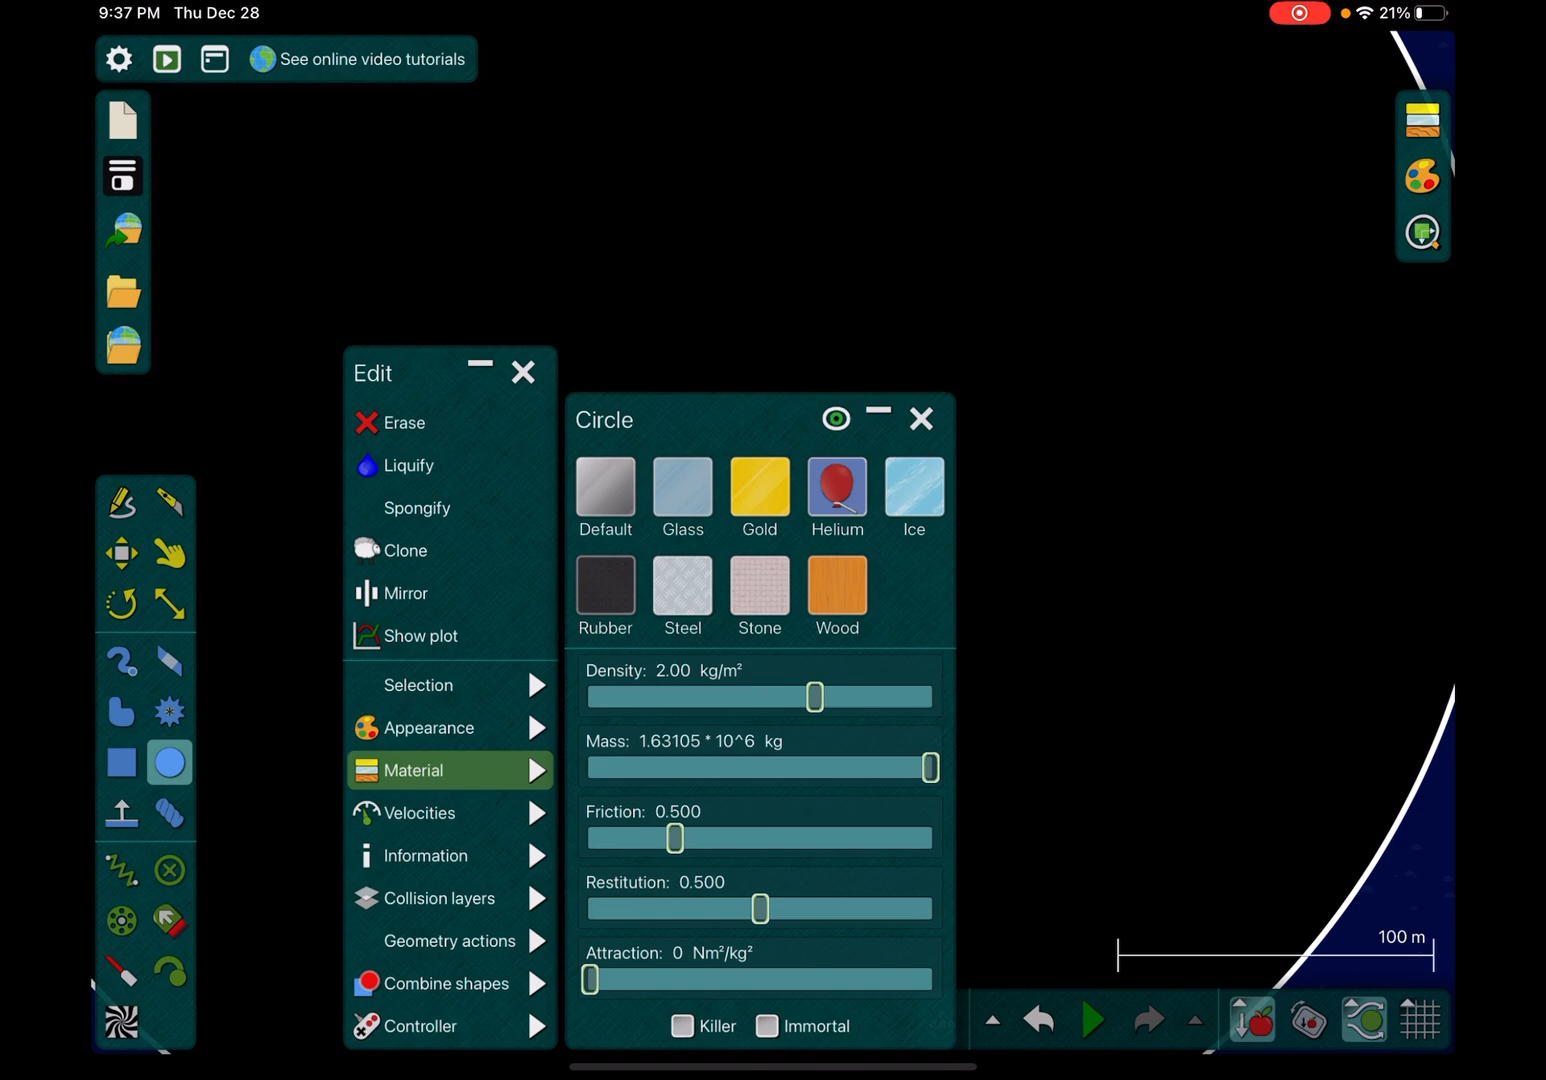 9:37 PM Thu Dec 28
21%
See online video tutorials
Edit
Erase
Liquify
Spongify
Clone
Mirror
Show plot
Selection
Appearance
Material
Velocities
Information
Collision layers
Geometry actions
Combine shapes
Controller
Circle
Default Glass Gold Helium Ice
Rubber Steel Stone Wood
Density: 2.00 kg/m²
Mass: 1.63105 * 10^6 kg
Friction: 0.500
Restitution: 0.500
Attraction: 0 Nm²/kg²
Killer Immortal
100 m